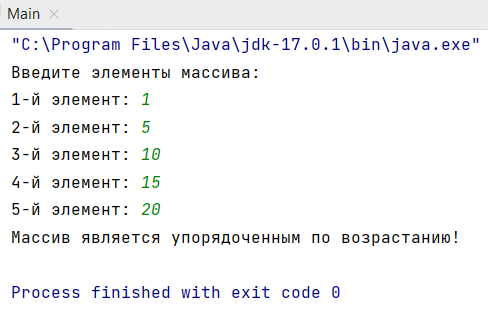 Main
"C:\Program Files\Java\jdk-17.0.1\bin\java.exe"
Введите элементы массива:
1-й элемент: 1
2-й элемент: 5
3-й элемент: 10
4-й элемент: 15
5-й элемент: 20
Массив является упорядоченным по возрастанию!
Process finished with exit code 0